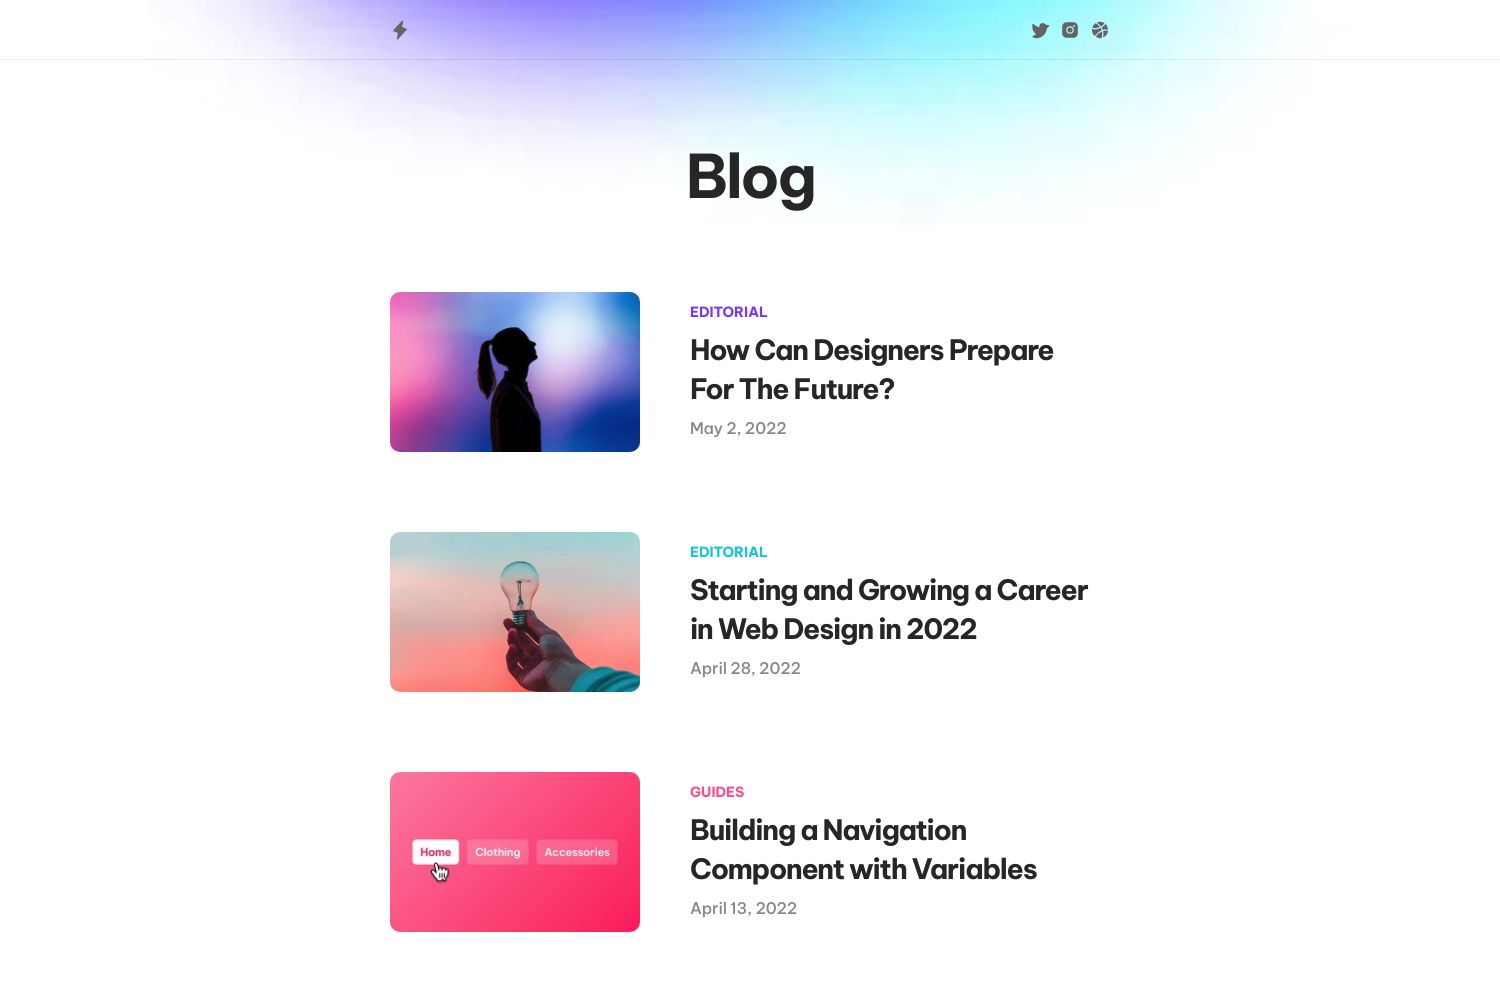 Blog
EDITORIAL
How Can Designers Prepare
For The Future?
May 2, 2022
EDITORIAL
Starting and Growing a Career
in Web Design in 2022
April 28, 2022
Home Clothing Accessories
GUIDES
Building a Navigation
Component with Variables
April 13, 2022